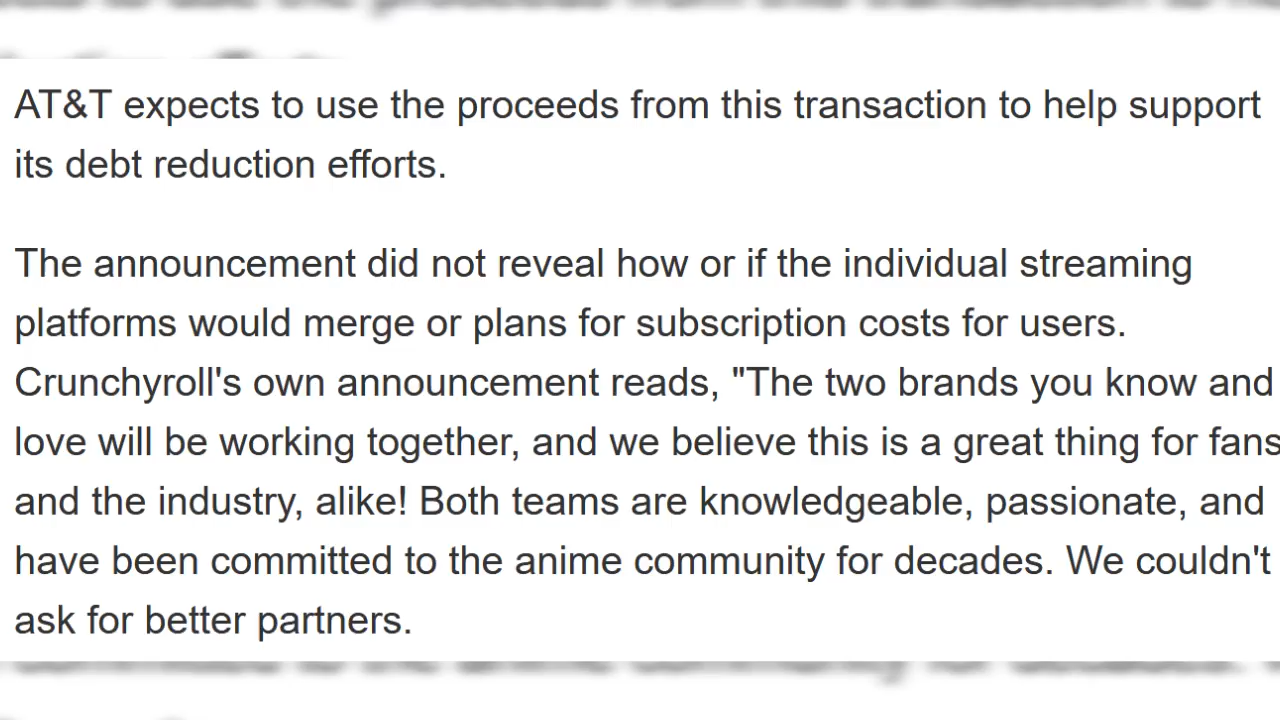 AT&T expects to use the proceeds from this transaction to help support
its debt reduction efforts.
The announcement did not reveal how or if the individual streaming
platforms would merge or plans for subscription costs for users.
Crunchyroll's own announcement reads, "The two brands you know and
love will be working together, and we believe this is a great thing for fans
and the industry, alike! Both teams are knowledgeable, passionate, and
have been committed to the anime community for decades. We couldn't
ask for better partners.